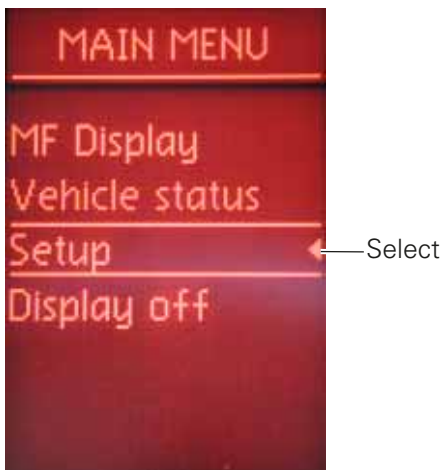 MAIN MENU
MF Display
Vehicle status
Setup
Select
Display off